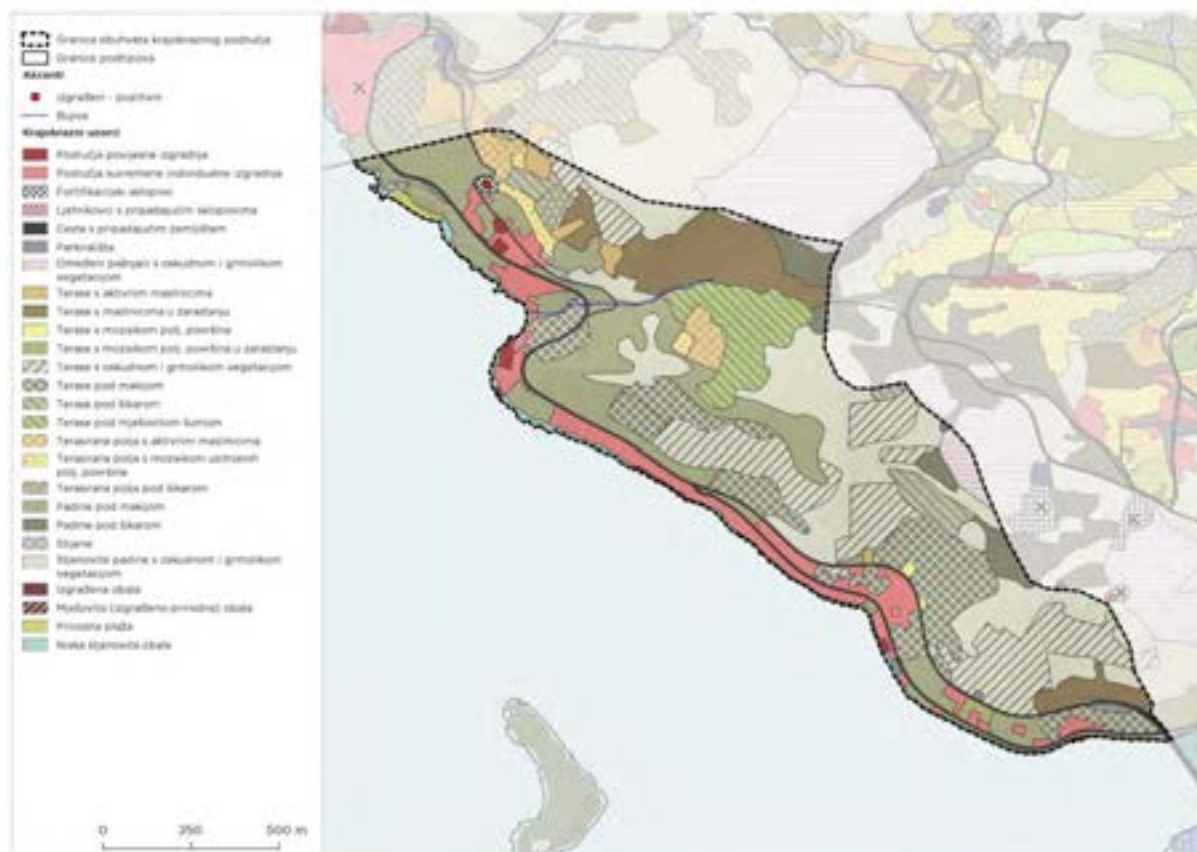 Granica obuhvata krajobraznog područja
Granica podtipova
Akcenti
izgrađeni - pozitivni
Bujice
Krajobrazni uzorci
Područja povijesne izgradnje
Područja suvremene individualne izgradnje
Fortifikacijski sklopovi
Ljetnikovci s pripadajućim sklopovima
Ceste s pripadajućim zemljištem
Parkirališta
Omeđeni pašnjaci s oskudnom i grmolikom
vegetacijom
Terase s aktivnim maslinicima
Terase s maslinicima u zarastanju
Terase s mozaikom polj. površina
Terase s mozaikom polj. površina u zarastanju
Terase s oskudnom i grmolikom vegetacijom
Terase pod makijom
Terase pod šikarom
Terase pod mješovitom šumom
Terasirana polja s aktivnim maslinicima
Terasirana polja s mozaikom usitnjenih
polj. površina
Terasirana polja pod šikarom
Padine pod makijom
Padine pod šikarom
Stijene
Stjenovite padine s oskudnom i grmolikom
vegetacijom
Izgrađena obala
Mješovita (izgrađeno-prirodna) obala
Prirodna plaža
Niska stjenovita obala
0 250 500 m